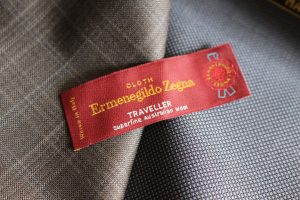 CLOTH
Ermenegildo Zegna
TRAVELLER
Superfine Australian Wool
Woven in Italy